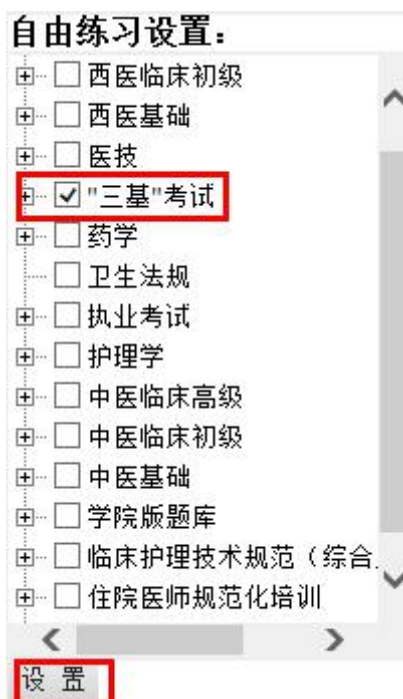 自由练习设置：
西医临床初级
西医基础
医技
"三基"考试
药学
卫生法规
执业考试
护理学
中医临床高级
中医临床初级
中医基础
学院版题库
临床护理技术规范（综合
住院医师规范化培训
设 置